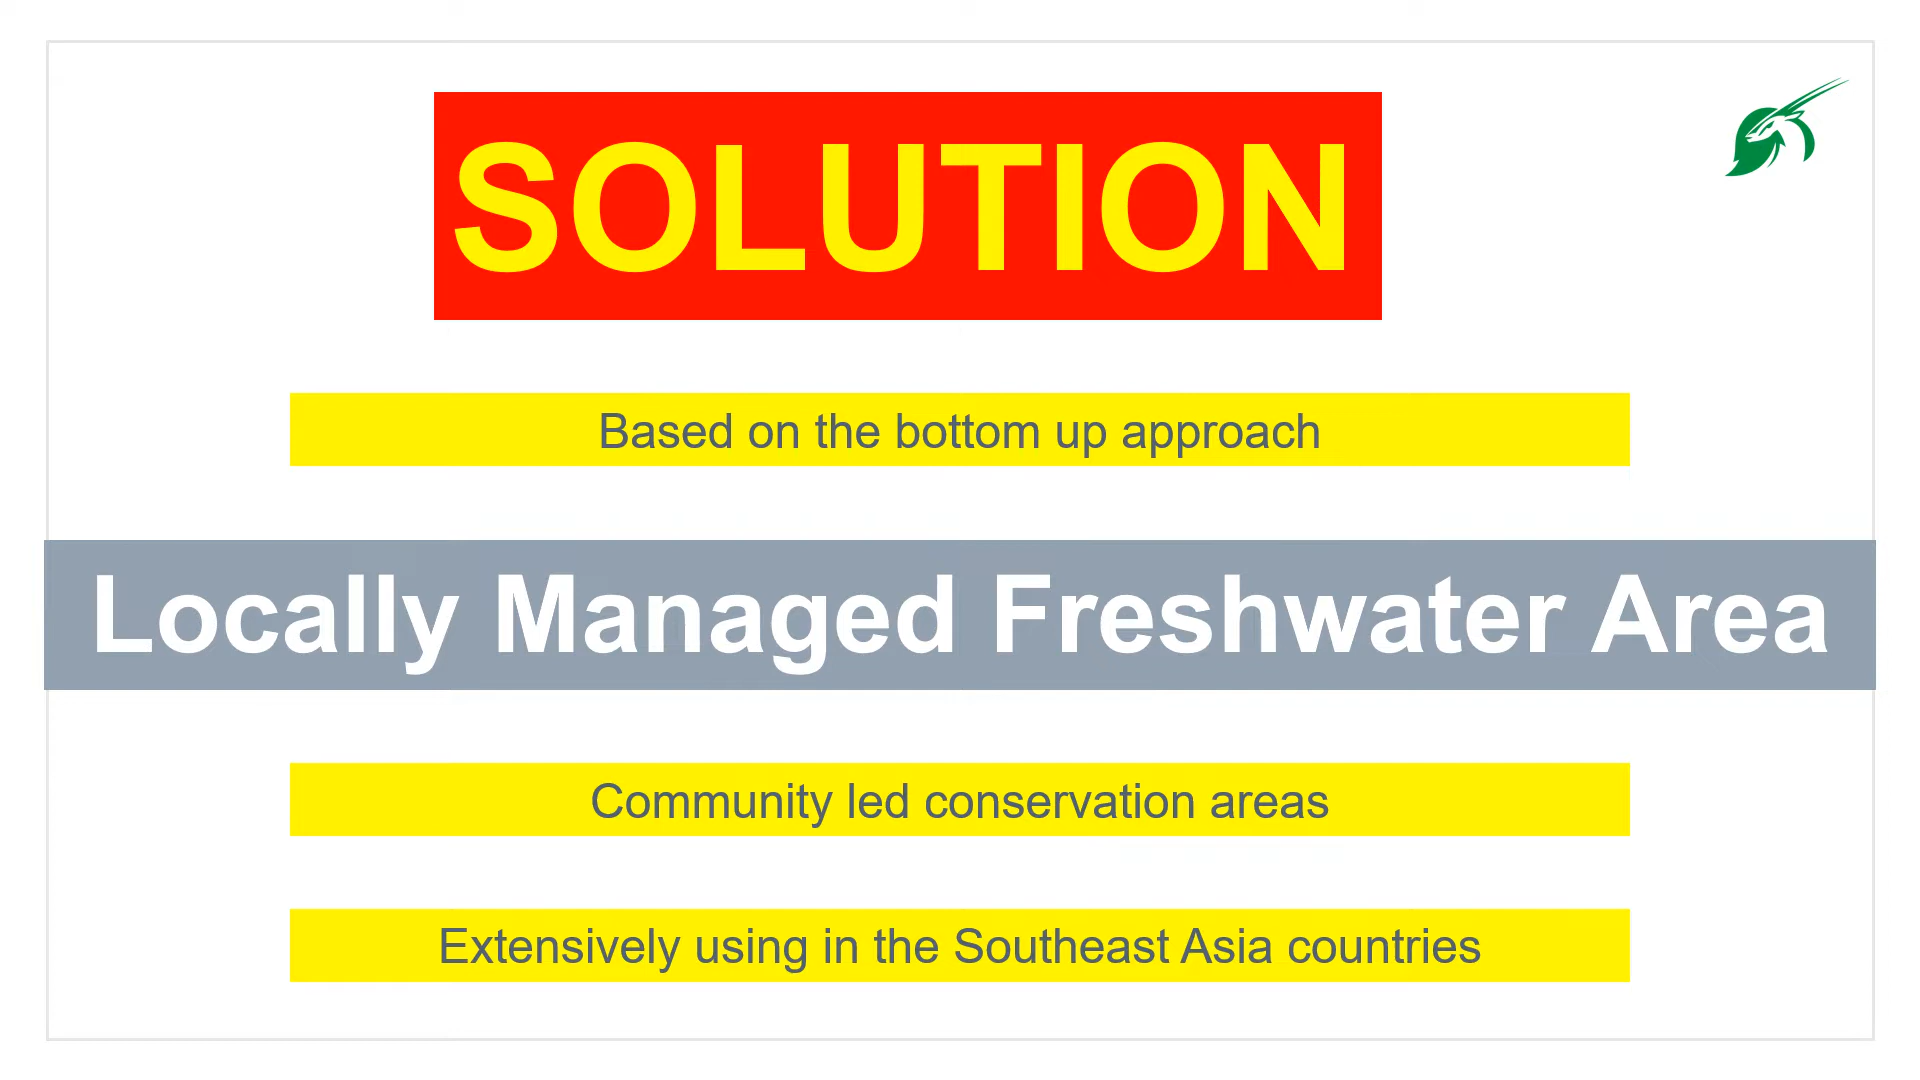 SOLUTION
Based on the bottom up approach
Locally Managed Freshwater Area
Community led conservation areas
Extensively using in the Southeast Asia countries